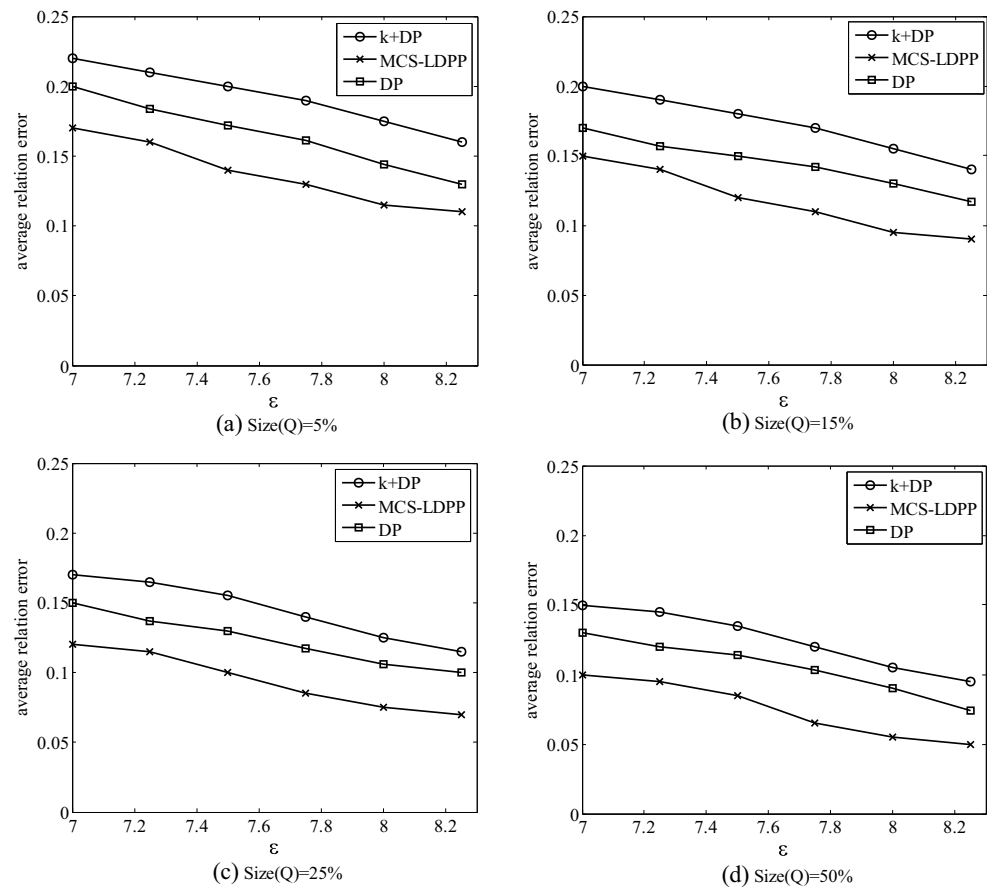 0.25
0.2
0.15
0.1
0.05
0
average relation error
k+DP
MCS-LDPP
DP
7
7.2
7.4
7.6
7.8
8
8.2
ε
(a) Size(Q)=5%
0.25
0.2
0.15
0.1
0.05
0
average relation error
k+DP
MCS-LDPP
DP
7
7.2
7.4
7.6
7.8
8
8.2
ε
(b) Size(Q)=15%
0.25
0.2
0.15
0.1
0.05
0
average relation error
k+DP
MCS-LDPP
DP
7
7.2
7.4
7.6
7.8
8
8.2
ε
(c) Size(Q)=25%
0.25
0.2
0.15
0.1
0.05
0
average relation error
k+DP
MCS-LDPP
DP
7
7.2
7.4
7.6
7.8
8
8.2
ε
(d) Size(Q)=50%